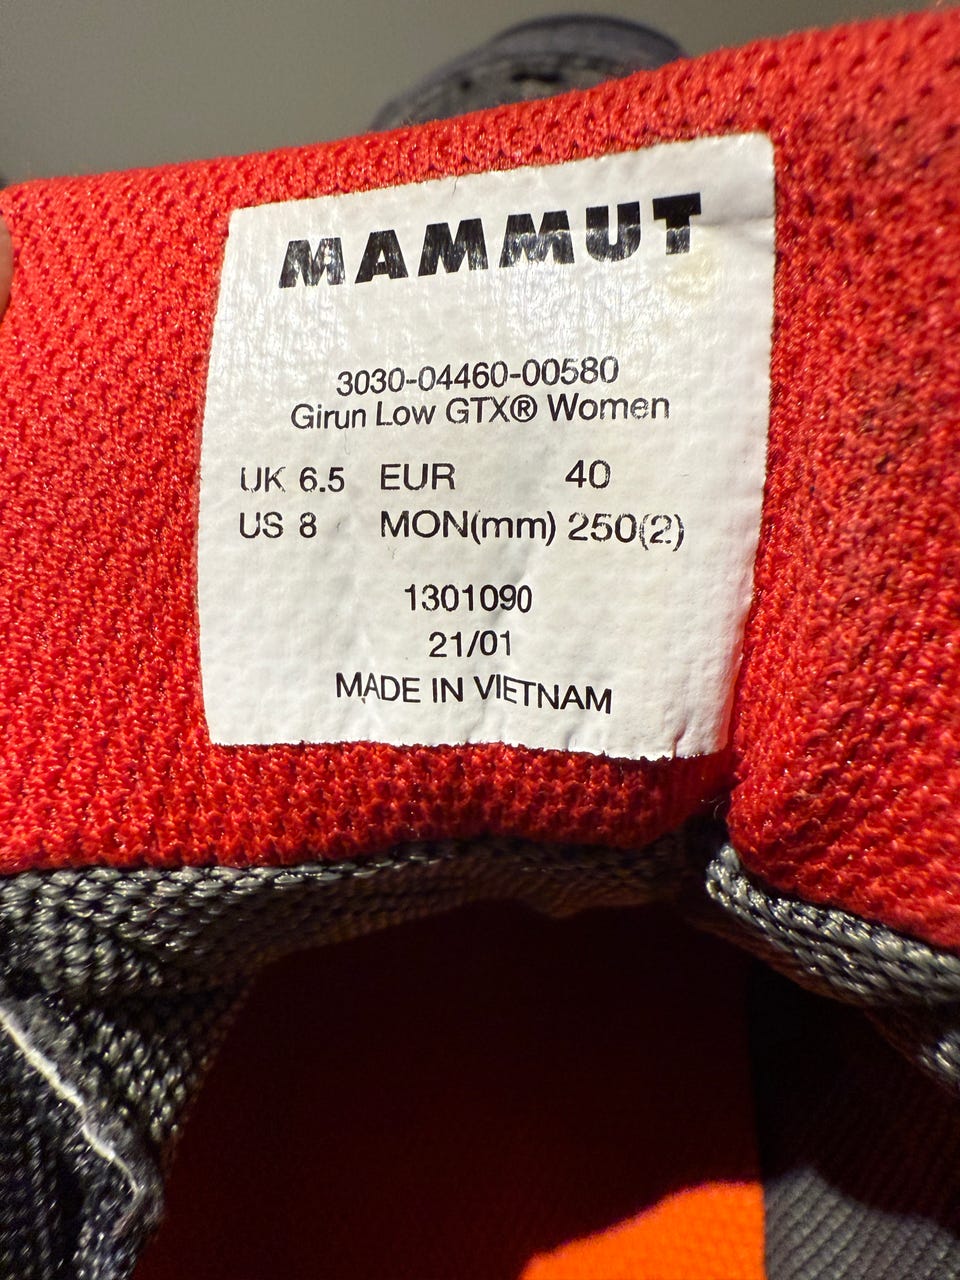 MAMMUT
3030-04460-00580
Girun Low GTX® Women
UK 6.5 EUR 40
US 8 MON(mm) 250(2)
1301090
21/01
MADE IN VIETNAM